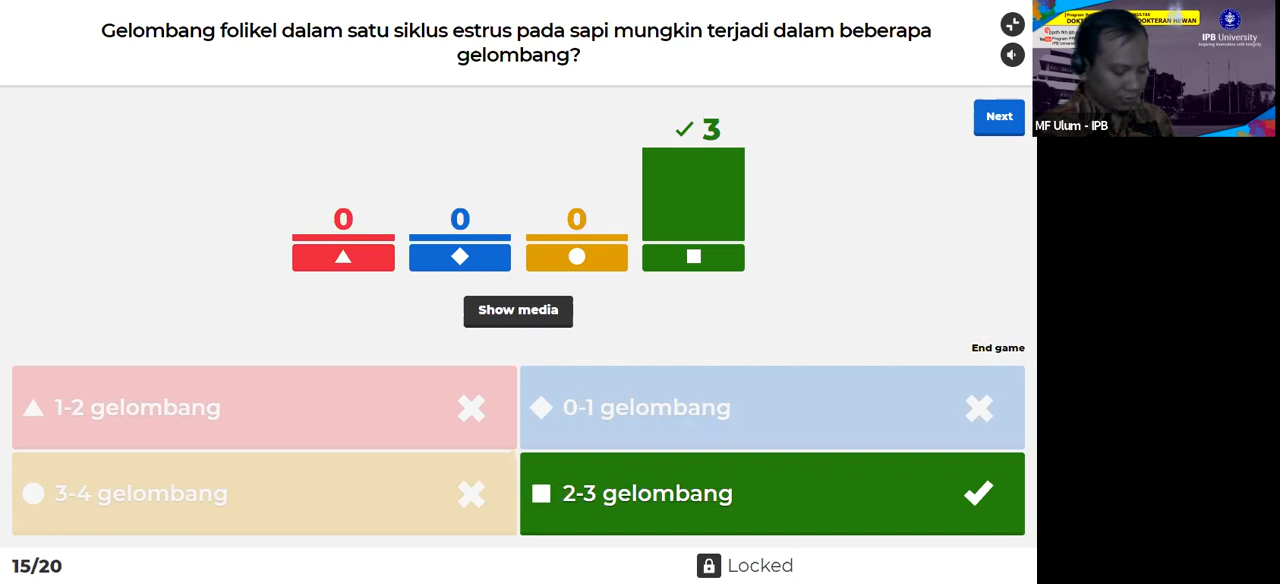 Gelombang folikel dalam satu siklus estrus pada sapi mungkin terjadi dalam beberapa
gelombang?
Next
0
0
0
3
Show media
End game
1-2 gelombang
0-1 gelombang
3-4 gelombang
2-3 gelombang
15/20
Locked
IPB University
MF Ulum - IPB